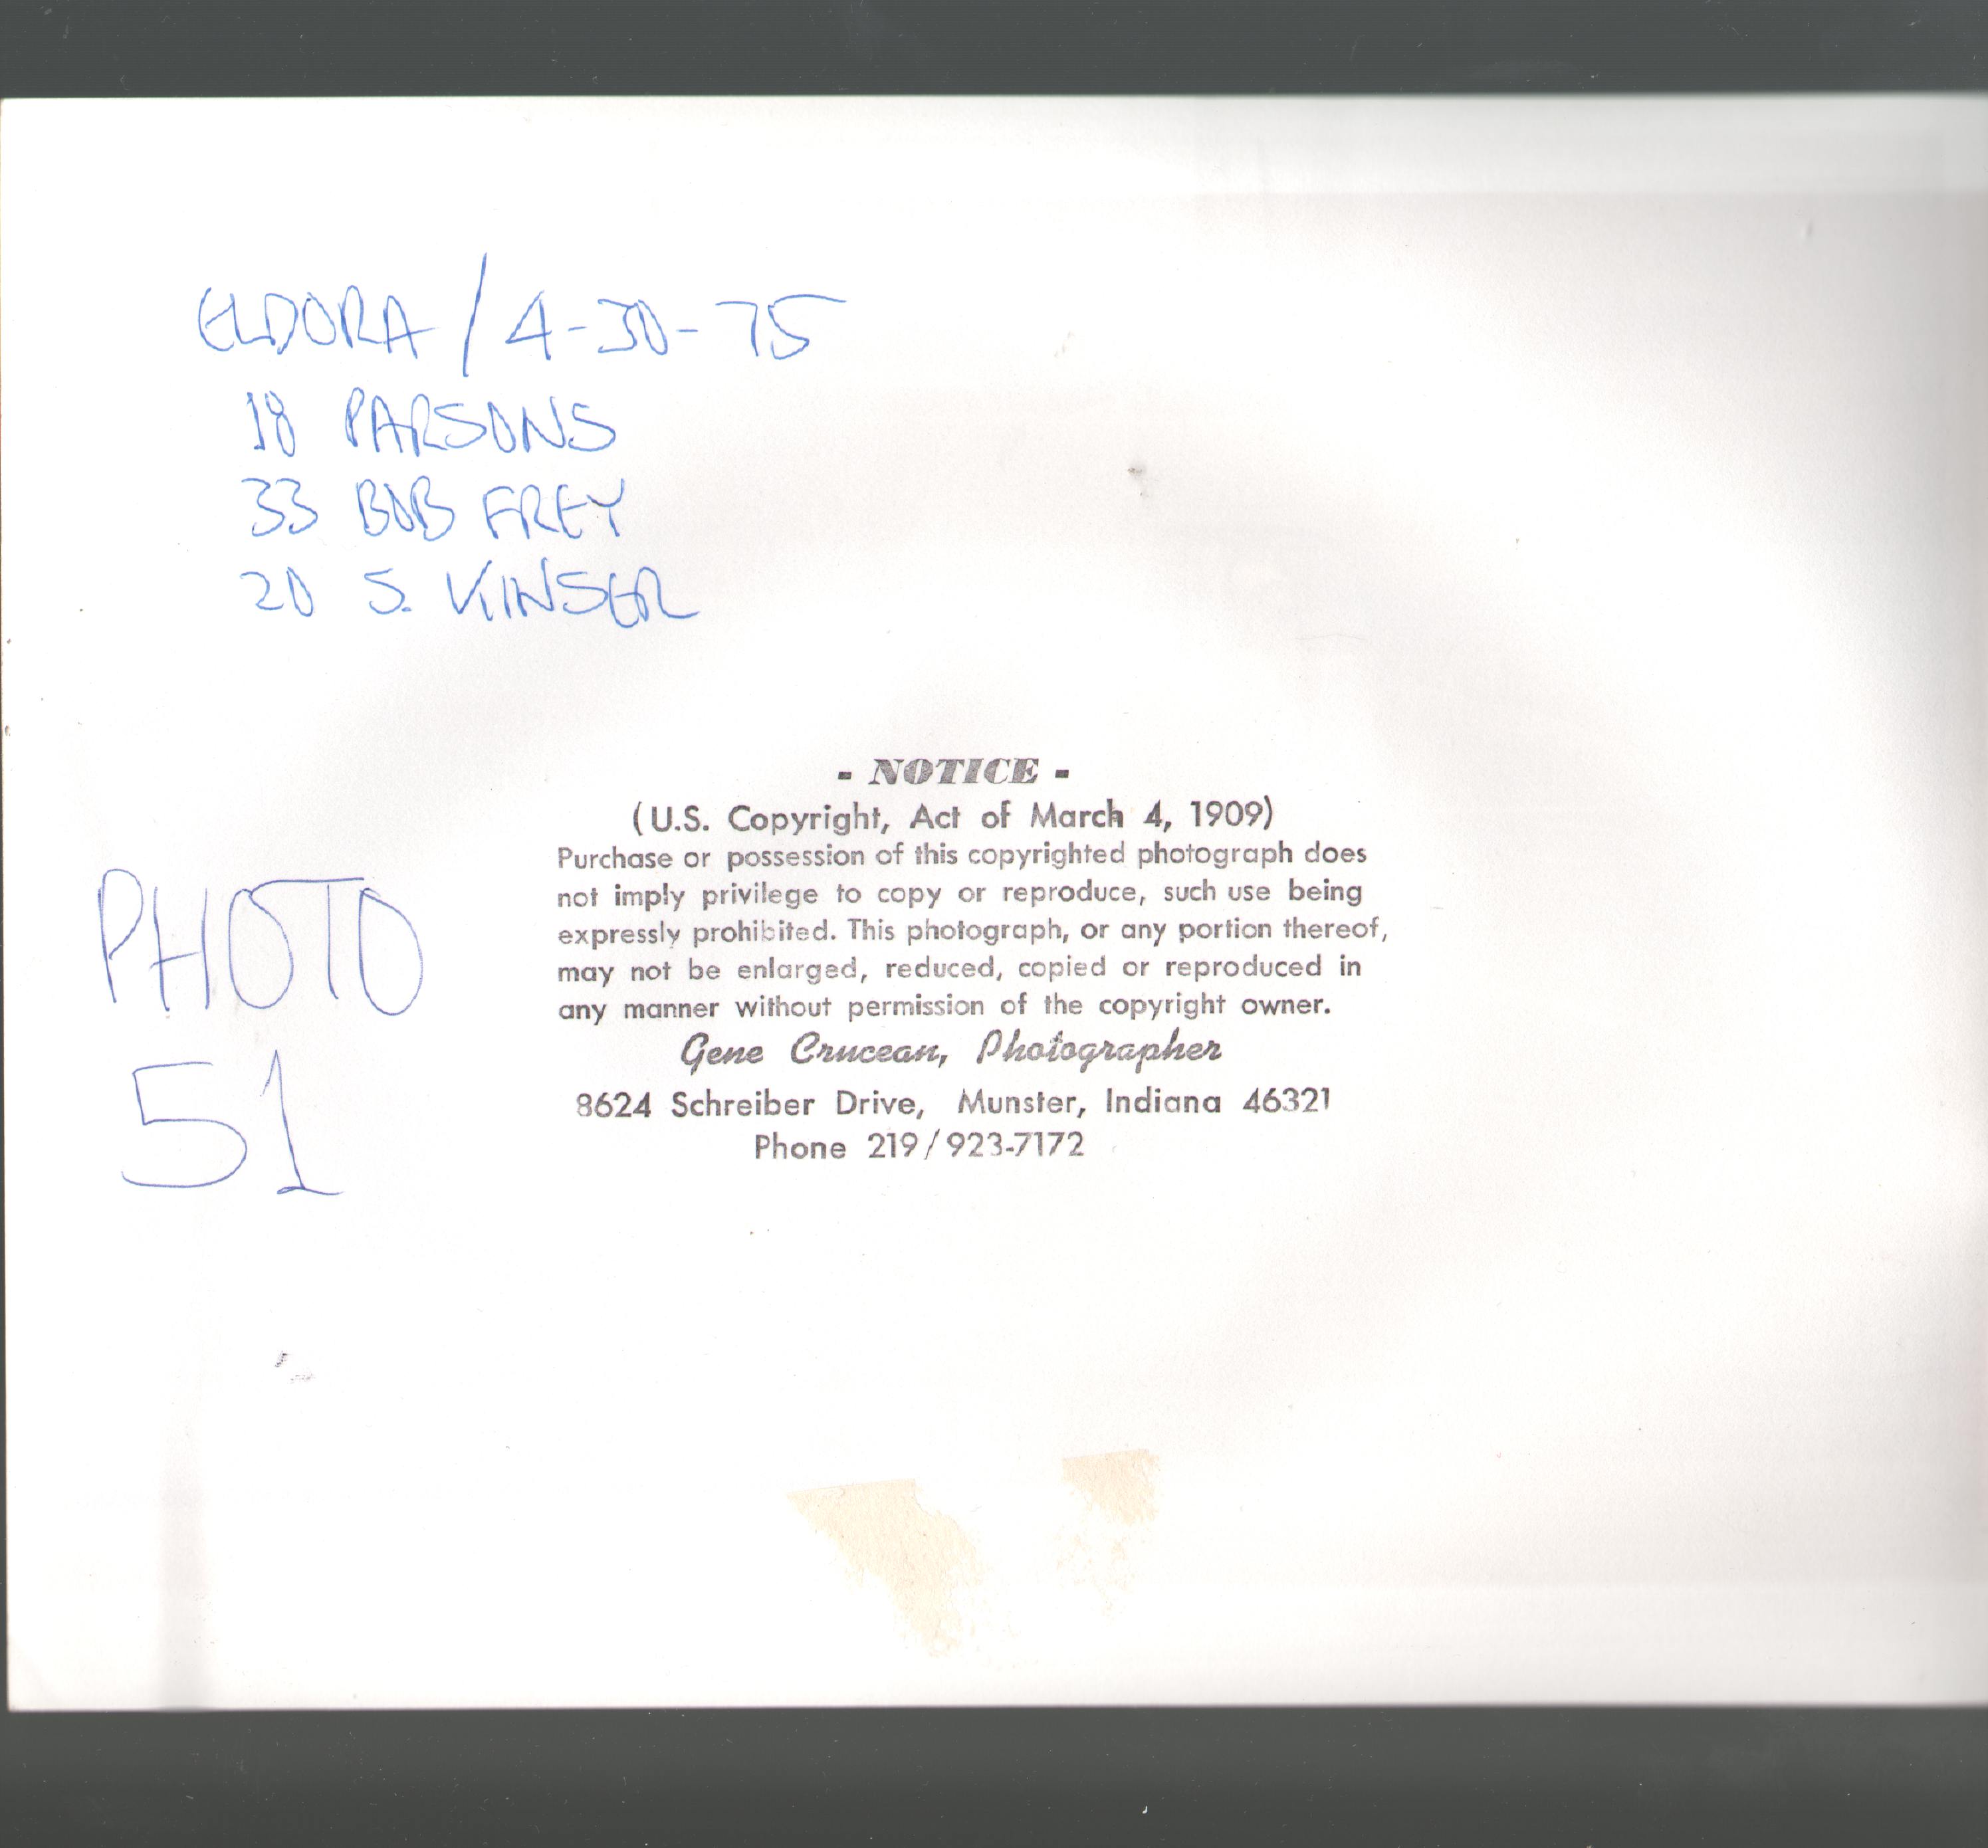 ELDORA / 4-30-75
18 PARSONS
33 BOB FREY
20 S. KINSER
- NOTICE -
(U.S. Copyright, Act of March 4, 1909)
Purchase or possession of this copyrighted photograph does
not imply privilege to copy or reproduce, such use being
expressly prohibited. This photograph, or any portion thereof,
may not be enlarged, reduced, copied or reproduced in
any manner without permission of the copyright owner.
Gene Crucean, Photographer
8624 Schreiber Drive, Munster, Indiana 46321
Phone 219/923-7172
PHOTO
51